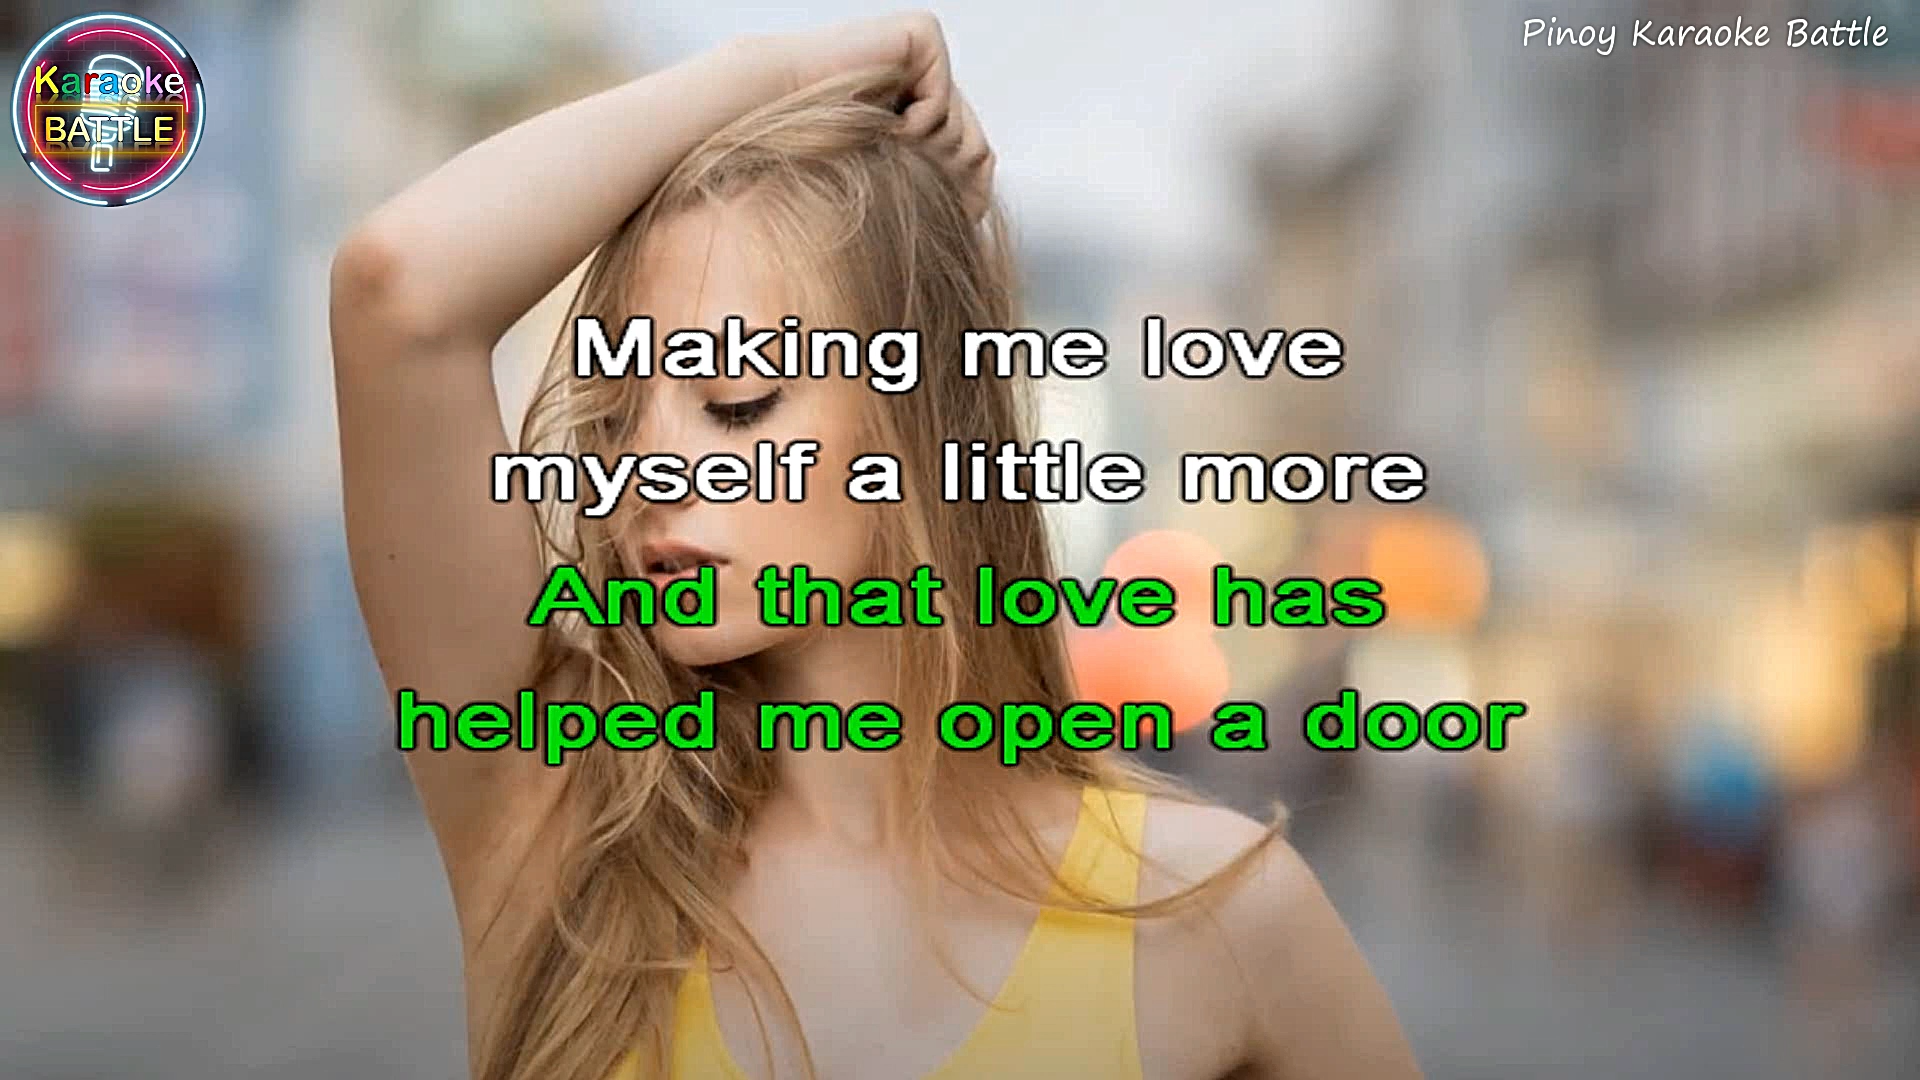 Karaoke
BATTLE
Pinoy Karaoke Battle
Making me love
myself a little more
And that love has
helped me open a door